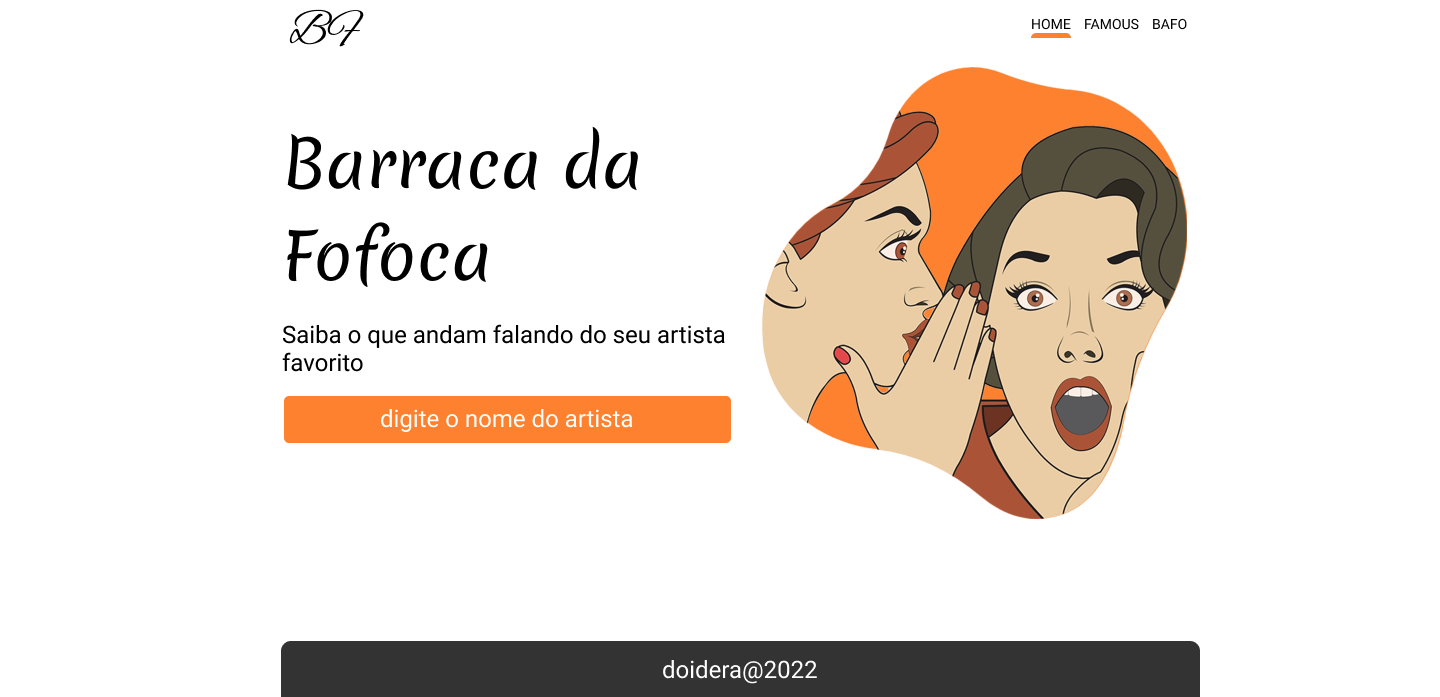 BF
HOME FAMOUS BAFO
Barraca da
Fofoca
Saiba o que andam falando do seu artista
favorito
digite o nome do artista
doidera@2022